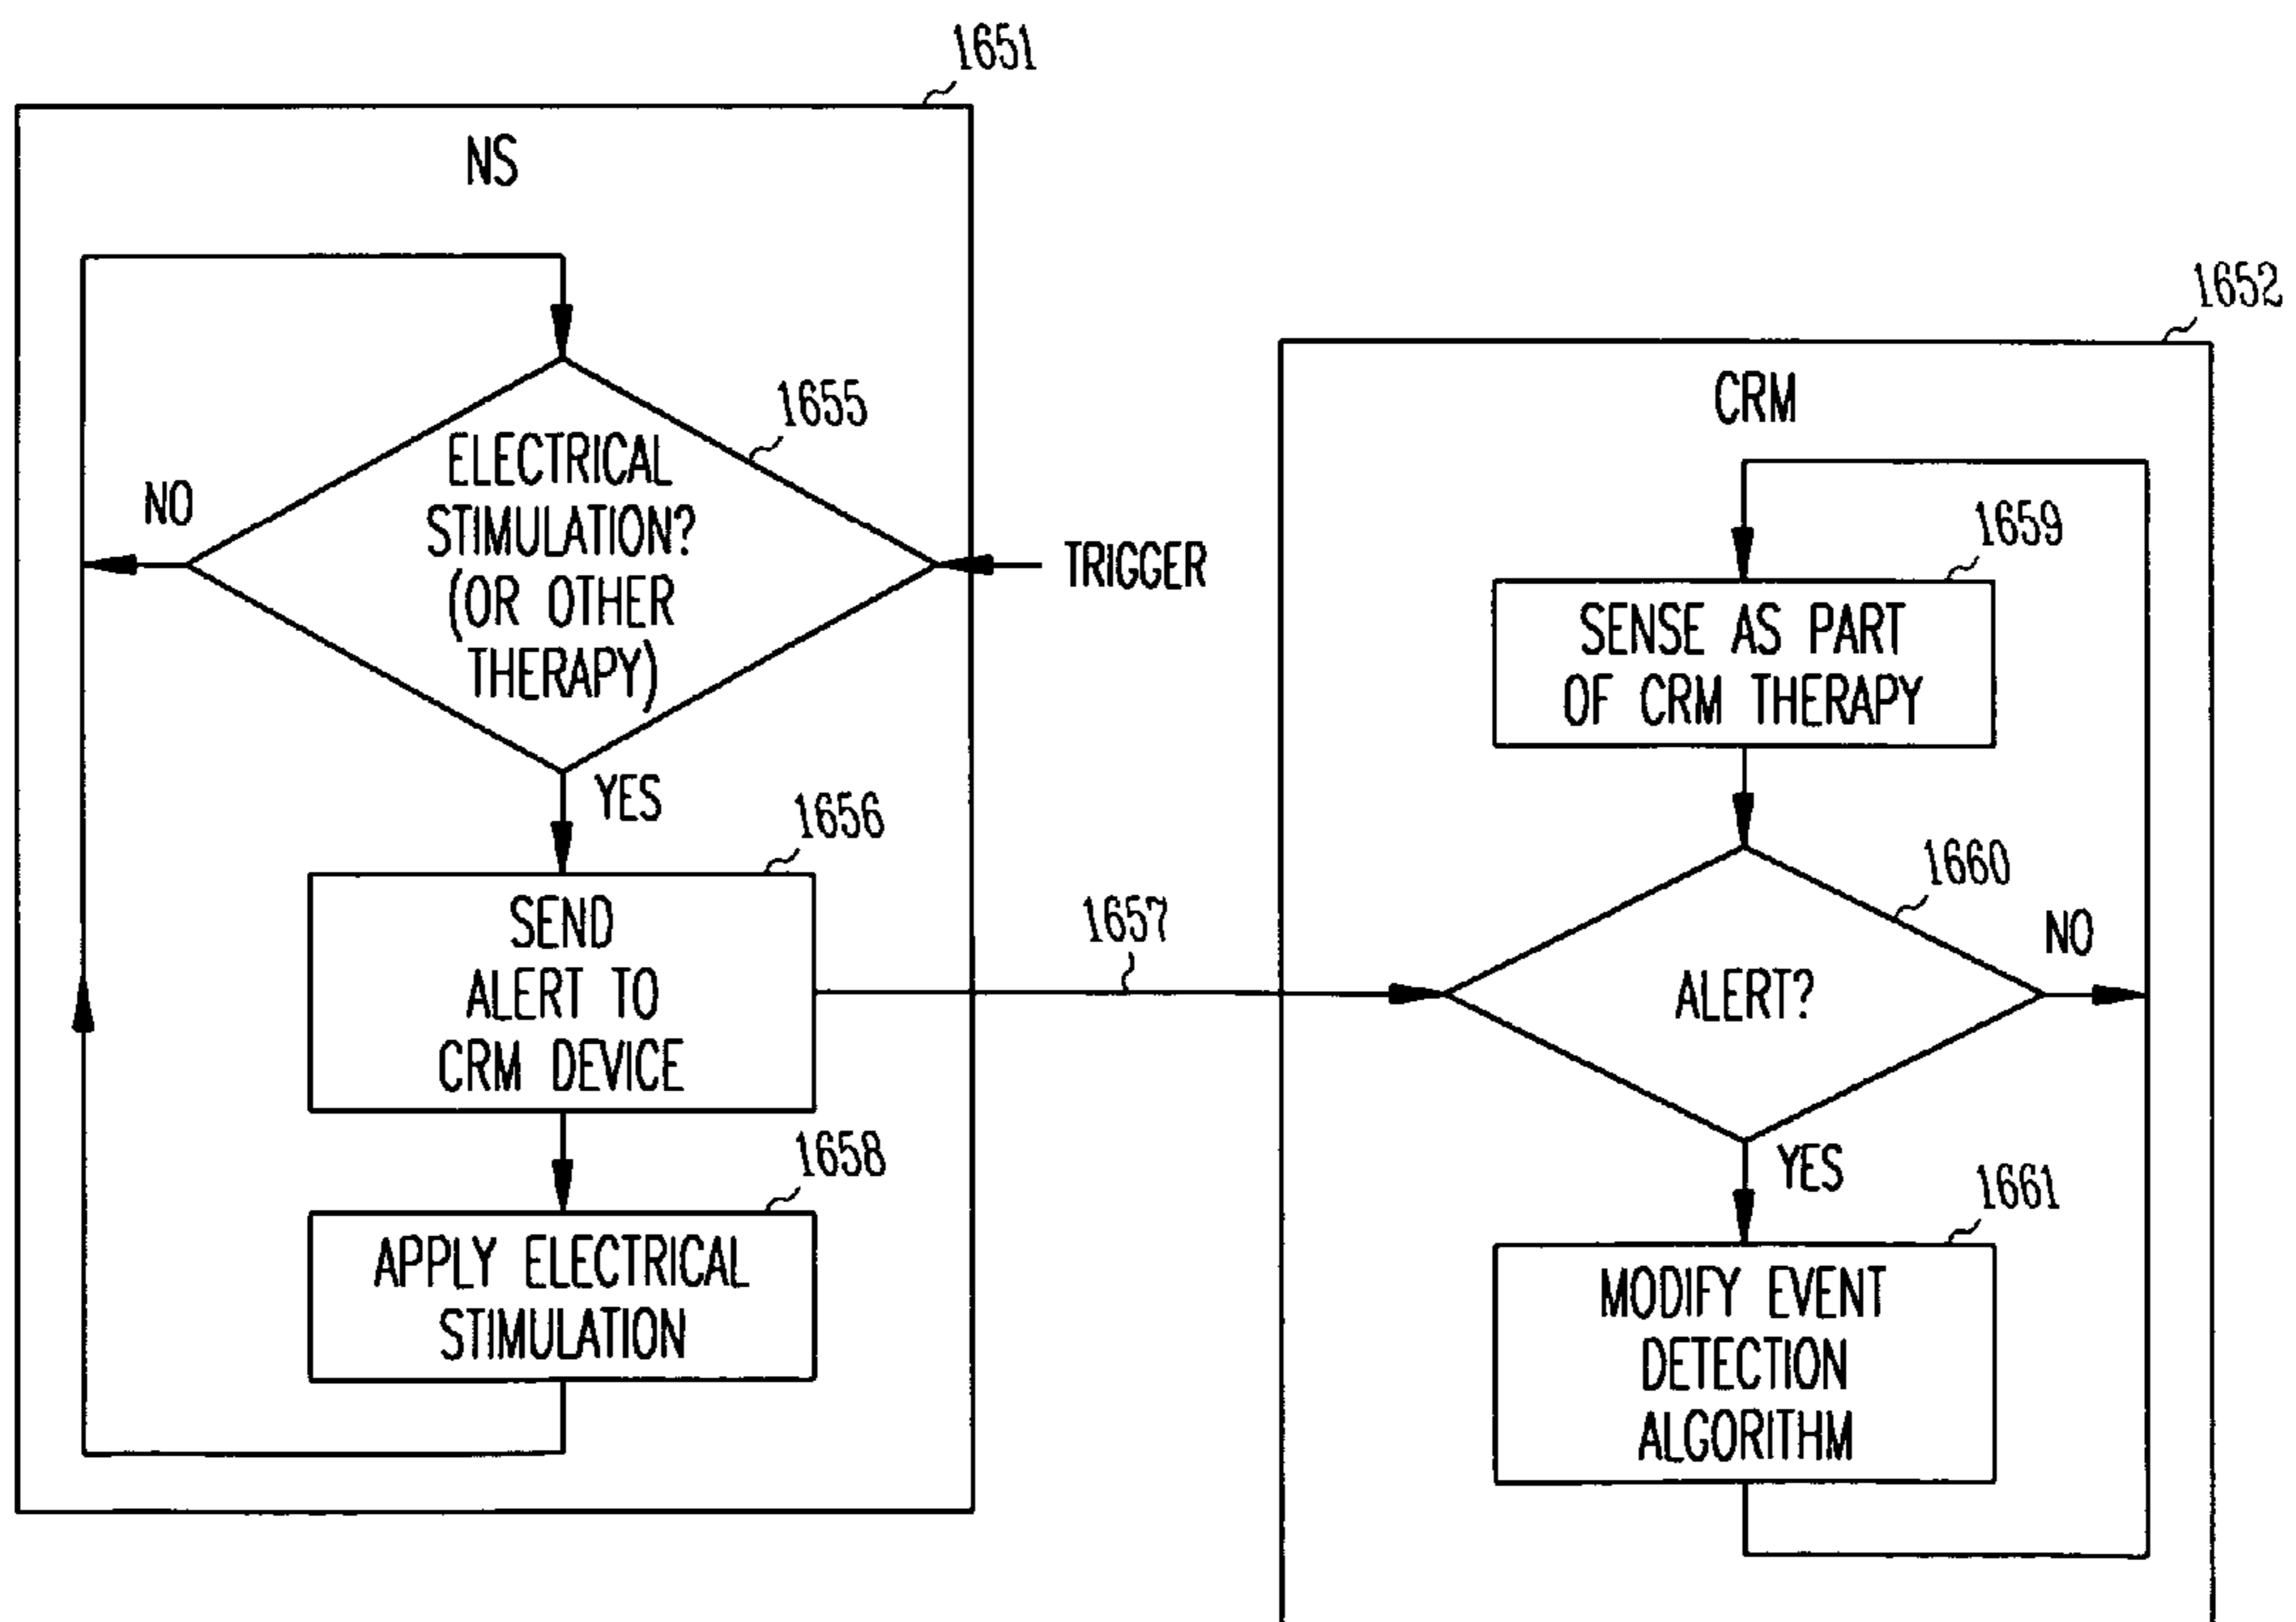 1651
NS
1655
ELECTRICAL
STIMULATION?
(OR OTHER
THERAPY)
NO
TRIGGER
YES
1656
SEND
ALERT TO
CRM DEVICE
1657
1658
APPLY ELECTRICAL
STIMULATION
1652
CRM
1659
SENSE AS PART
OF CRM THERAPY
1660
NO
ALERT?
YES
1661
MODIFY EVENT
DETECTION
ALGORITHM